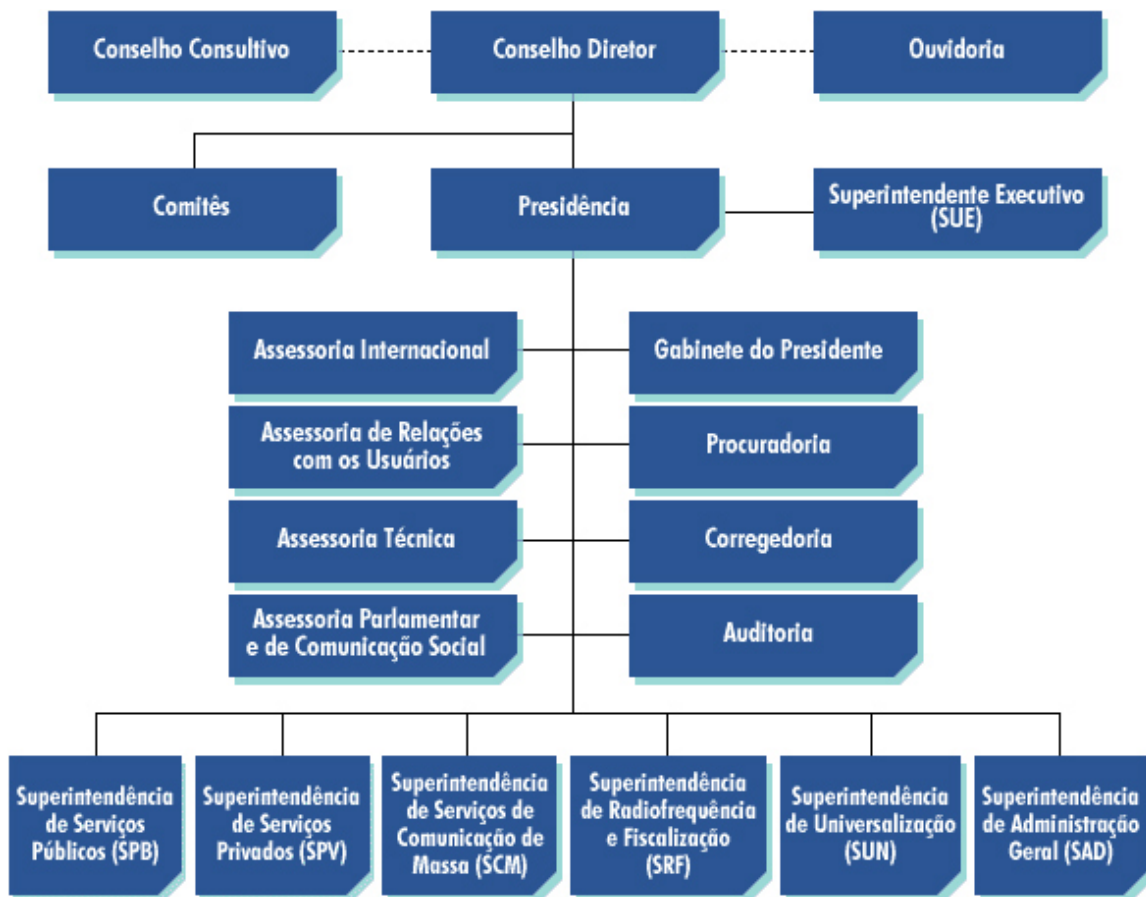 Conselho Consultivo
Conselho Diretor
Ouvidoria
Comitês
Presidência
Superintendente Executivo
(SUE)
Assessoria Internacional
Gabinete do Presidente
Assessoria de Relações
com os Usuários
Procuradoria
Assessoria Técnica
Corregedoria
Assessoria Parlamentar
e de Comunicação Social
Auditoria
Superintendência
de Serviços
Públicos (SPB)
Superintendência
de Serviços
Privados (SPV)
Superintendência
de Serviços de
Comunicação de
Massa (SCM)
Superintendência
de Radiofrequência
e Fiscalização
(SRF)
Superintendência
de Universalização
(SUN)
Superintendência
de Administração
Geral (SAD)